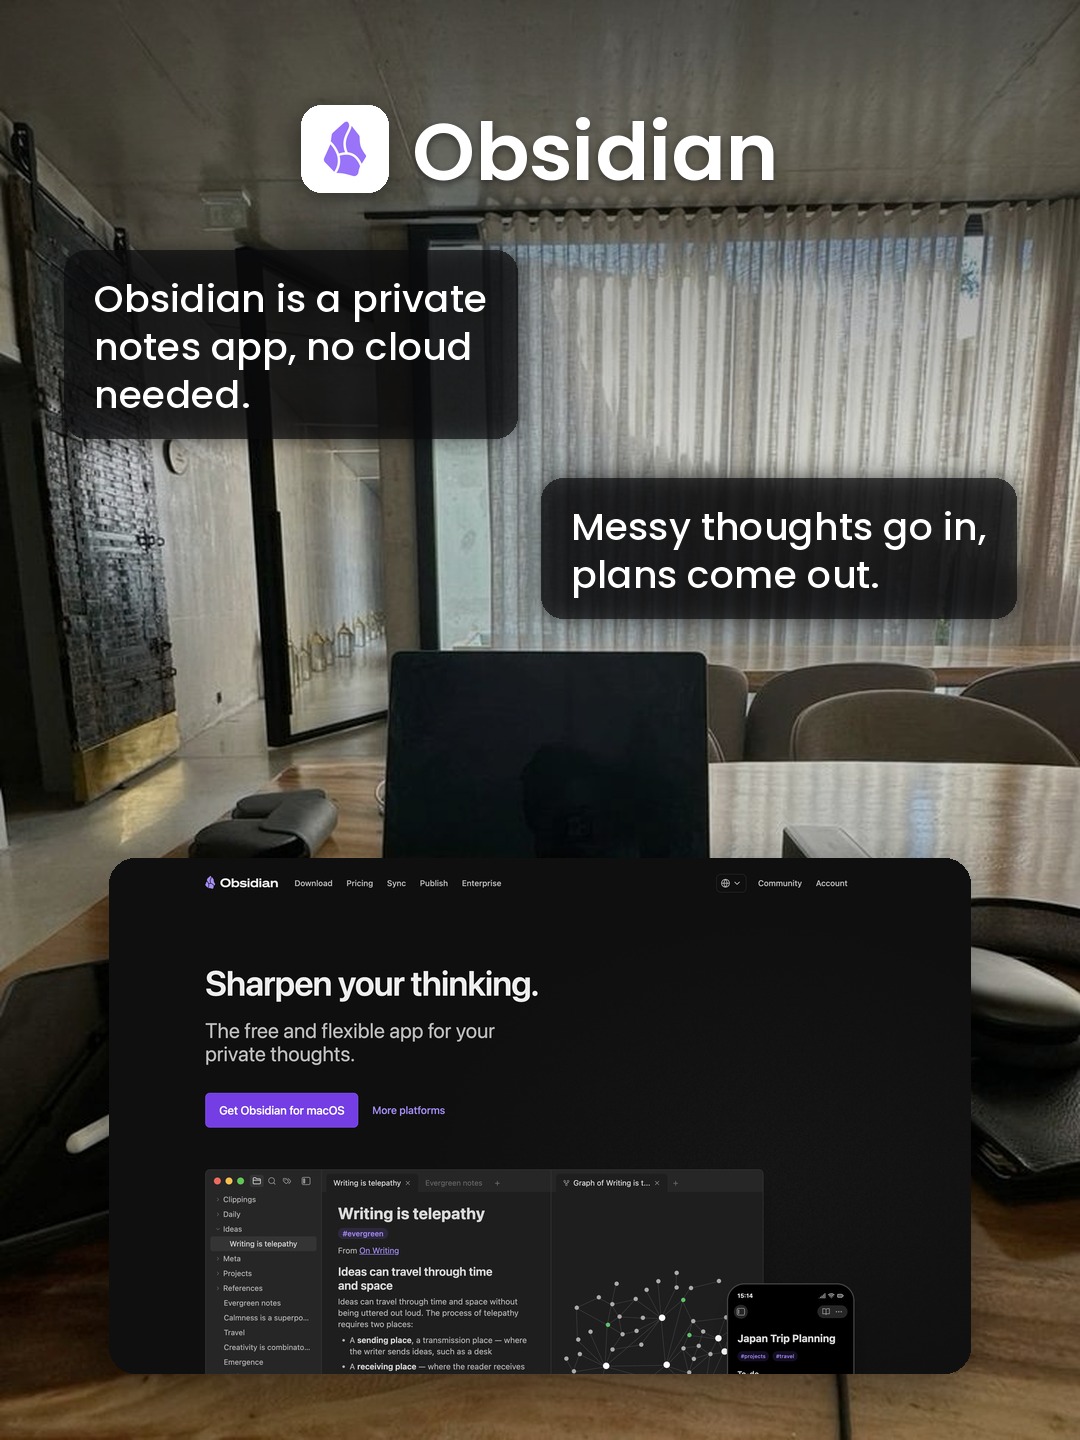 Obsidian
Obsidian is a private
notes app, no cloud
needed.
Messy thoughts go in,
plans come out.
Obsidian
Download
Pricing
Sync
Publish
Enterprise
Community
Account
Sharpen your thinking.
The free and flexible app for your
private thoughts.
Get Obsidian for macOS
More platforms
Clippings
Daily
Ideas
Writing is telepathy
Meta
Projects
References
Evergreen notes
Calmness is a superpo...
Travel
Creativity is combinato...
Emergence
Writing is telepathy
Evergreen notes
Writing is telepathy
#evergreen
From On Writing
Ideas can travel through time
and space
Ideas can travel through time and space without
being uttered out loud. The process of telepathy
requires two places:
• A sending place, a transmission place — where
the writer sends ideas, such as a desk
• A receiving place — where the reader receives
Graph of Writing is t...
15:14
Japan Trip Planning
#projects
#travel